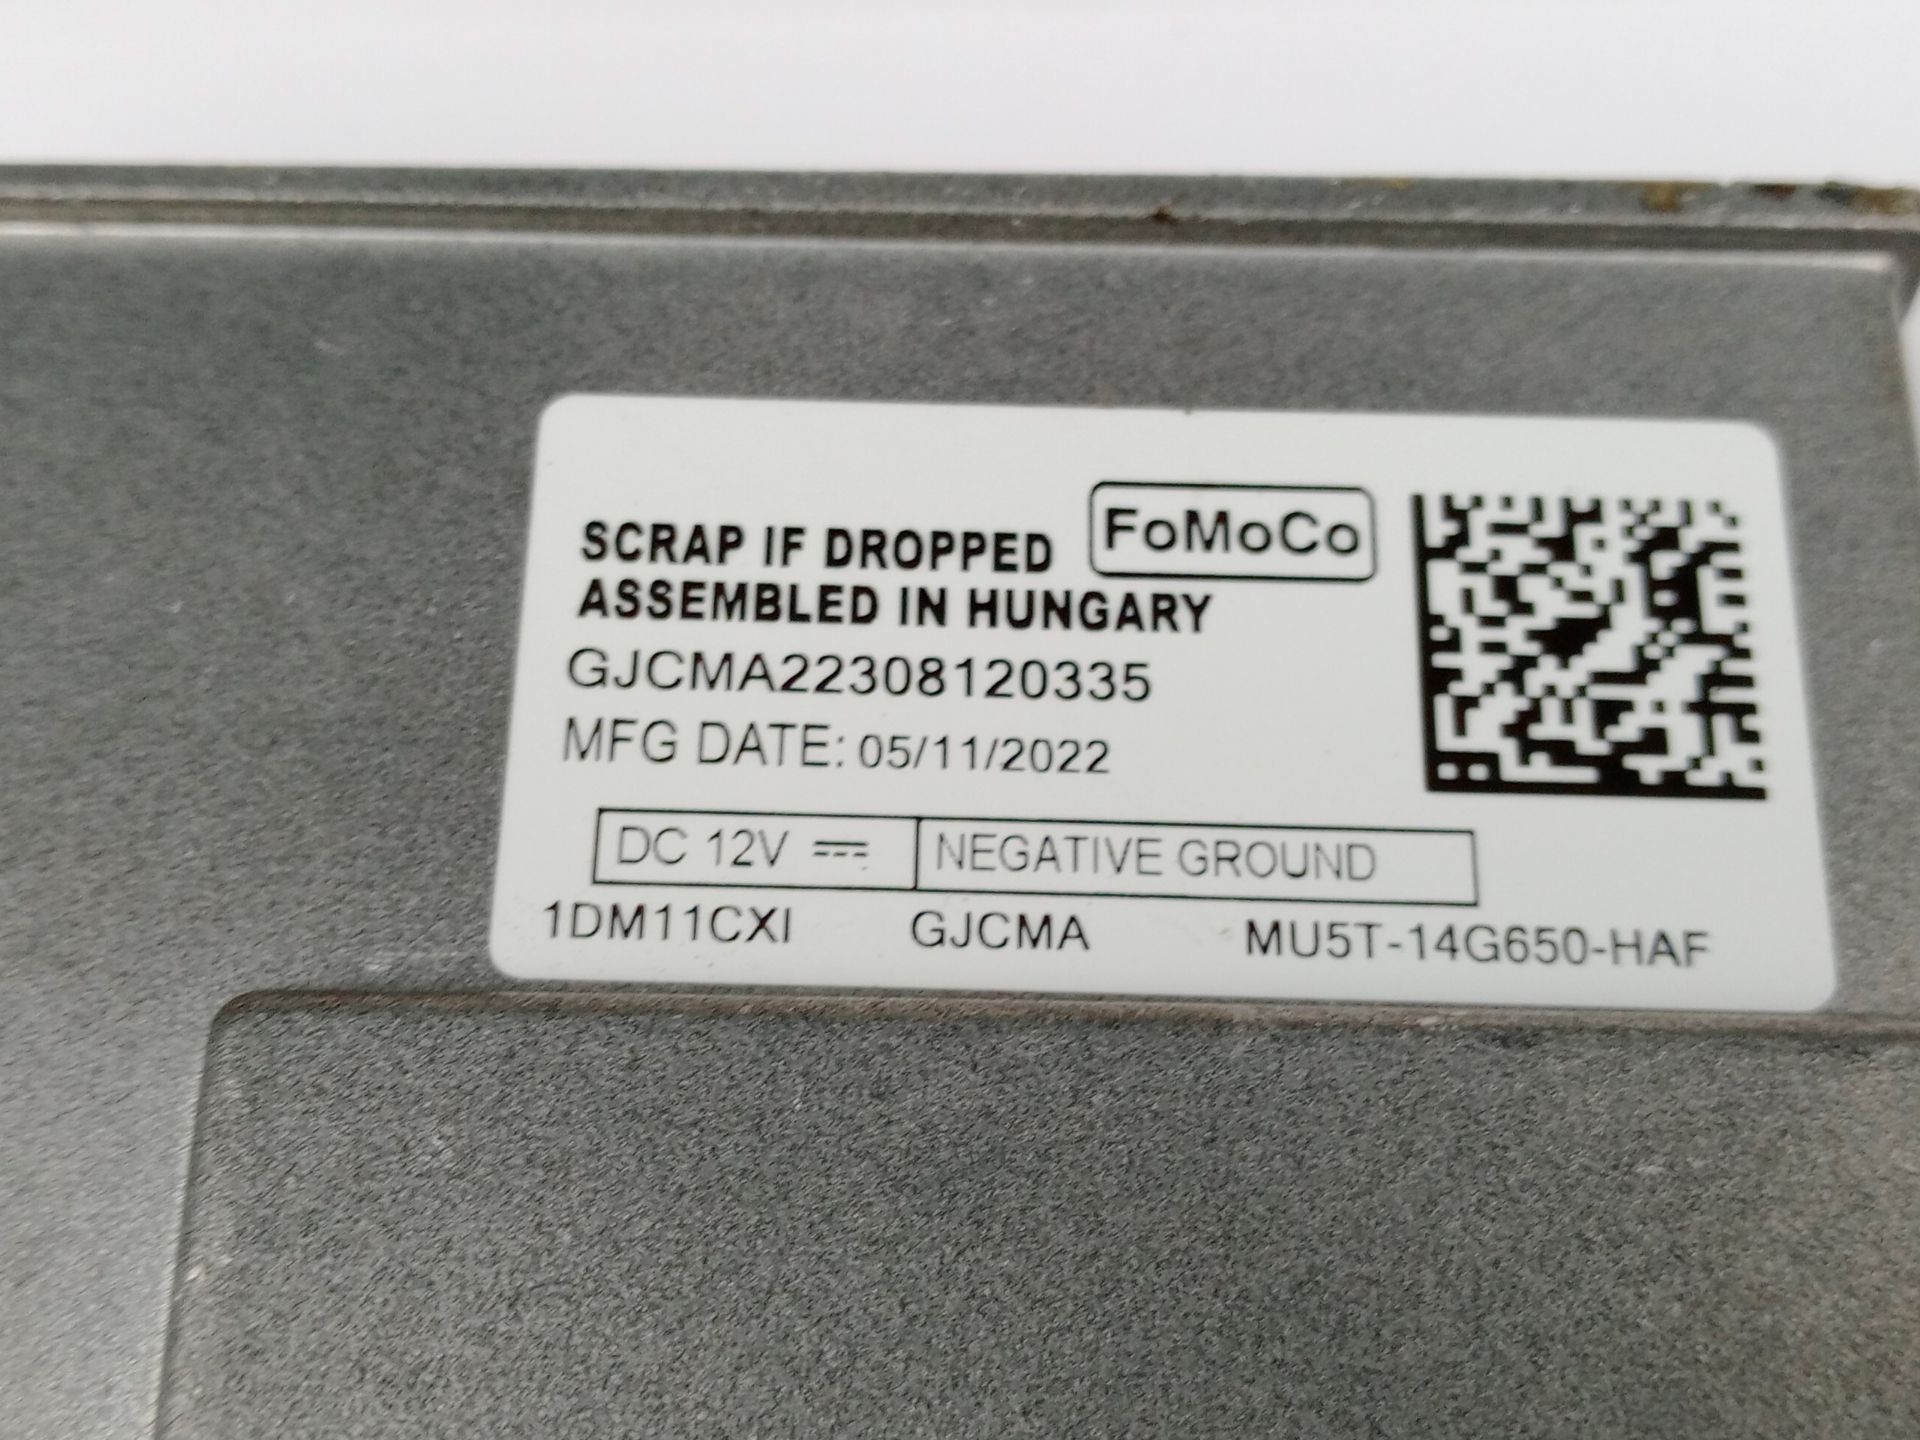 SCRAP IF DROPPED FoMoCo
ASSEMBLED IN HUNGARY
GJCMA22308120335
MFG DATE: 05/11/2022
DC 12V ⎓ NEGATIVE GROUND
1DM11CXI GJCMA MU5T-14G650-HAF